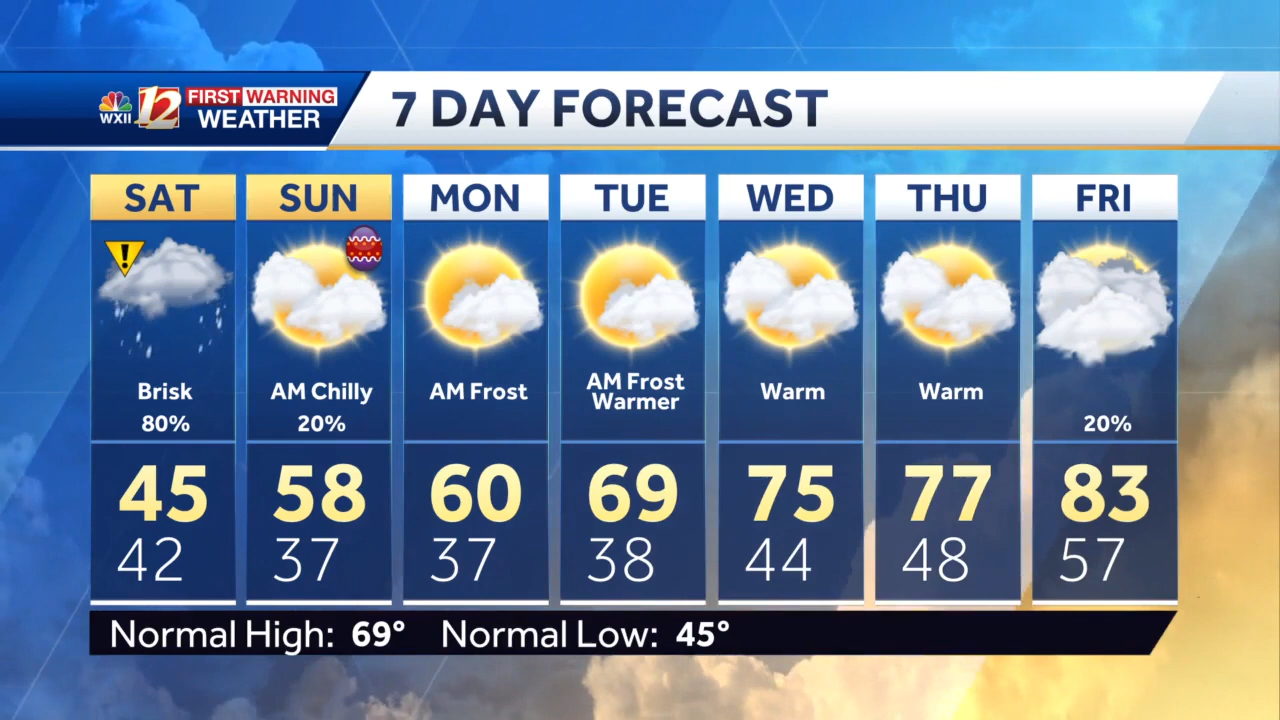 WXII 12 FIRST WARNING WEATHER
7 DAY FORECAST
SAT SUN MON TUE WED THU FRI
!
Brisk AM Chilly AM Frost AM Frost Warmer Warm Warm
80% 20% 20%
45 58 60 69 75 77 83
42 37 37 38 44 48 57
Normal High: 69° Normal Low: 45°